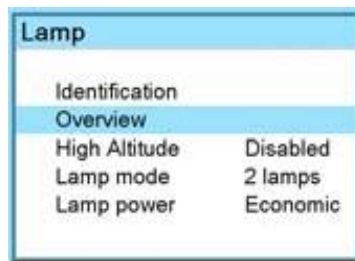 Lamp
Identification
Overview
High Altitude Disabled
Lamp mode 2 lamps
Lamp power Economic